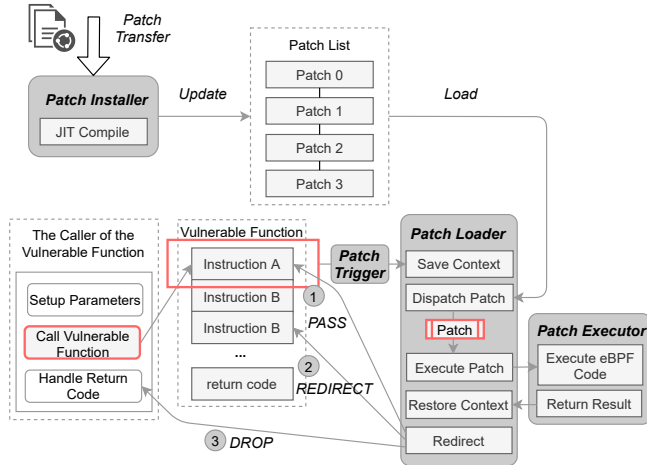 Patch
Transfer
Patch Installer
JIT Compile
Update
Patch List
Patch 0
Patch 1
Patch 2
Patch 3
Load
The Caller of the
Vulnerable Function
Setup Parameters
Call Vulnerable
Function
Handle Return
Code
Vulnerable Function
Instruction A
Instruction B
Instruction B
...
return code
Patch
Trigger
1
PASS
2
REDIRECT
3
DROP
Patch Loader
Save Context
Dispatch Patch
Patch
Execute Patch
Restore Context
Redirect
Patch Executor
Execute eBPF
Code
Return Result